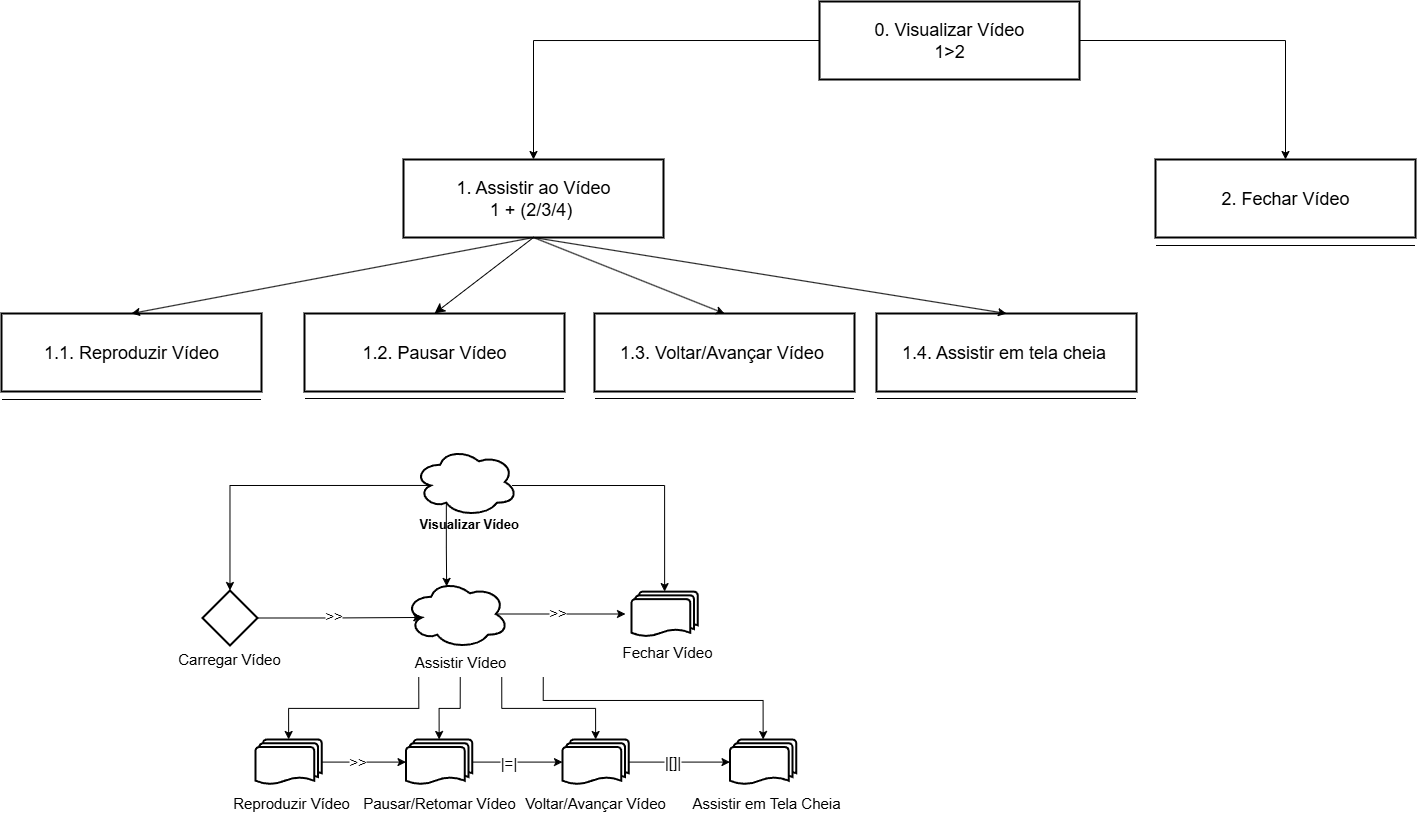 0. Visualizar Vídeo
1>2
1. Assistir ao Vídeo
1 + (2/3/4)
2. Fechar Vídeo
1.1. Reproduzir Vídeo
1.2. Pausar Vídeo
1.3. Voltar/Avançar Vídeo
1.4. Assistir em tela cheia
Visualizar Vídeo
>>
>>
Carregar Vídeo
Assistir Vídeo
Fechar Vídeo
>>
|=|
|[]|
Reproduzir Vídeo
Pausar/Retomar Vídeo
Voltar/Avançar Vídeo
Assistir em Tela Cheia